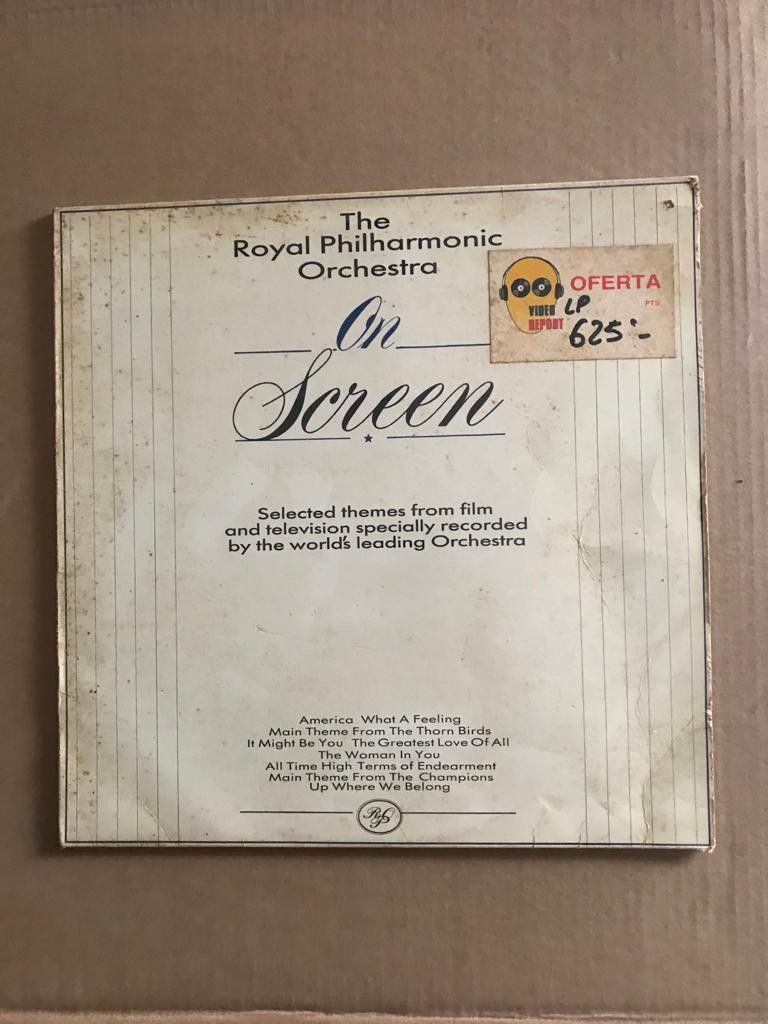 The
Royal Philharmonic
Orchestra
On
Screen
OFERTA
PTS
VIDEO
REPORT
LP
625'-
Selected themes from film
and television specially recorded
by the world's leading Orchestra
America What A Feeling
Main Theme From The Thorn Birds
It Might Be You The Greatest Love Of All
The Woman In You
All Time High Terms of Endearment
Main Theme From The Champions
Up Where We Belong
RPO